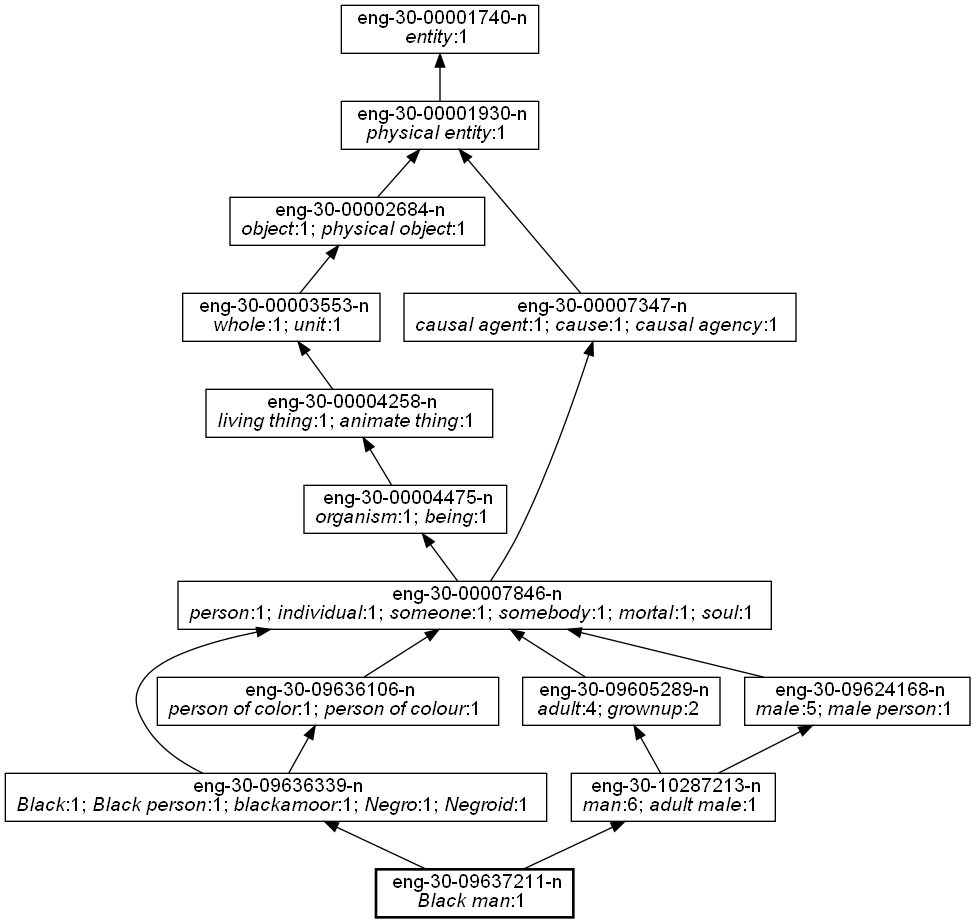 eng-30-00001740-n
entity:1
eng-30-00001930-n
physical entity:1
eng-30-00002684-n
object:1; physical object:1
eng-30-00003553-n
whole:1; unit:1
eng-30-00007347-n
causal agent:1; cause:1; causal agency:1
eng-30-00004258-n
living thing:1; animate thing:1
eng-30-00004475-n
organism:1; being:1
eng-30-00007846-n
person:1; individual:1; someone:1; somebody:1; mortal:1; soul:1
eng-30-09636106-n
person of color:1; person of colour:1
eng-30-09605289-n
adult:4; grownup:2
eng-30-09624168-n
male:5; male person:1
eng-30-09636339-n
Black:1; Black person:1; blackamoor:1; Negro:1; Negroid:1
eng-30-10287213-n
man:6; adult male:1
eng-30-09637211-n
Black man:1